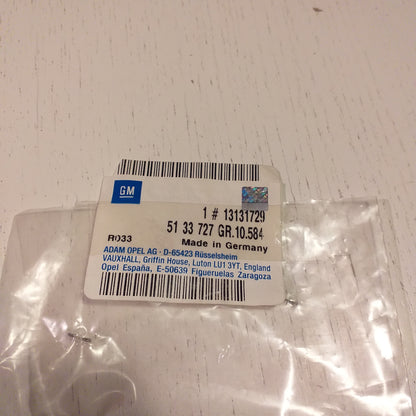 GM
1 # 13131729
51 33 727 GR.10.584
R033 Made in Germany
ADAM OPEL AG · D-65423 Rüsselsheim
VAUXHALL, Griffin House, Luton LU1 3YT, England
Opel España, E-50639 Figueruelas Zaragoza